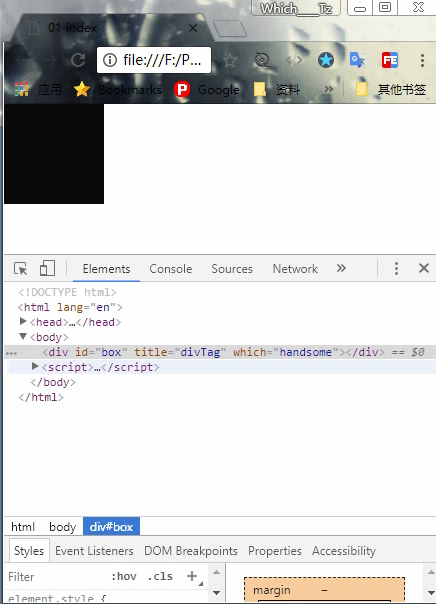 Which___Tz
01 index
file:///F:/P...
应用 Bookmarks Google 资料 » 其他书签
Elements Console Sources Network »
<!DOCTYPE html>
<html lang="en">
<head>…</head>
<body>
<div id="box" title="divTag" which="handsome"></div> == $0
<script>…</script>
</body>
</html>
html body div#box
Styles Event Listeners DOM Breakpoints Properties Accessibility
Filter :hov .cls +
element.style {
margin –